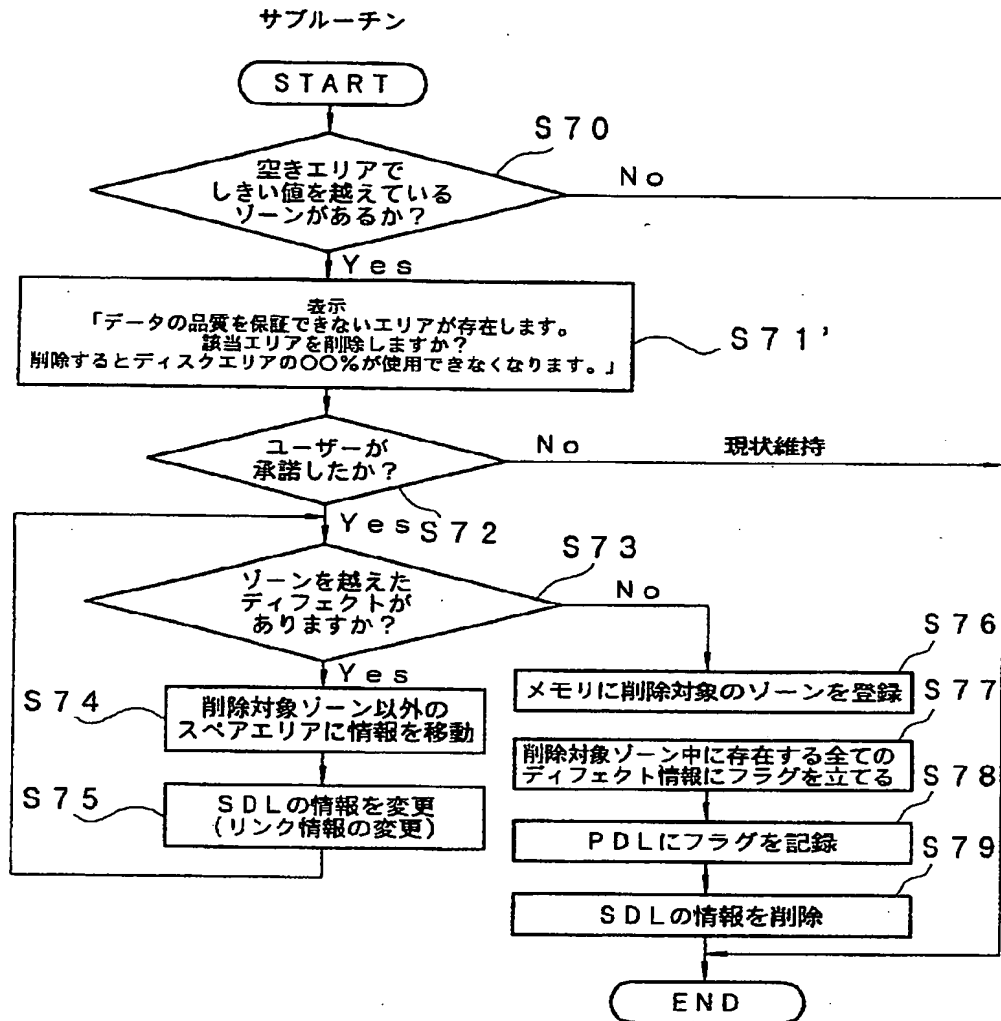 サブルーチン
START
S70
空きエリアで
しきい値を越えている
ゾーンがあるか？
No
Yes
表示
「データの品質を保証できないエリアが存在します。
該当エリアを削除しますか？
削除するとディスクエリアの〇〇%が使用できなくなります。」
S71'
ユーザーが
承諾したか？
No
現状維持
Yes
S72
S73
ゾーンを越えた
ディフェクトが
ありますか？
No
Yes
S74
削除対象ゾーン以外の
スペアエリアに情報を移動
S75
SDLの情報を変更
(リンク情報の変更)
S76
メモリに削除対象のゾーンを登録
S77
削除対象ゾーン中に存在する全ての
ディフェクト情報にフラグを立てる
S78
PDLにフラグを記録
S79
SDLの情報を削除
END